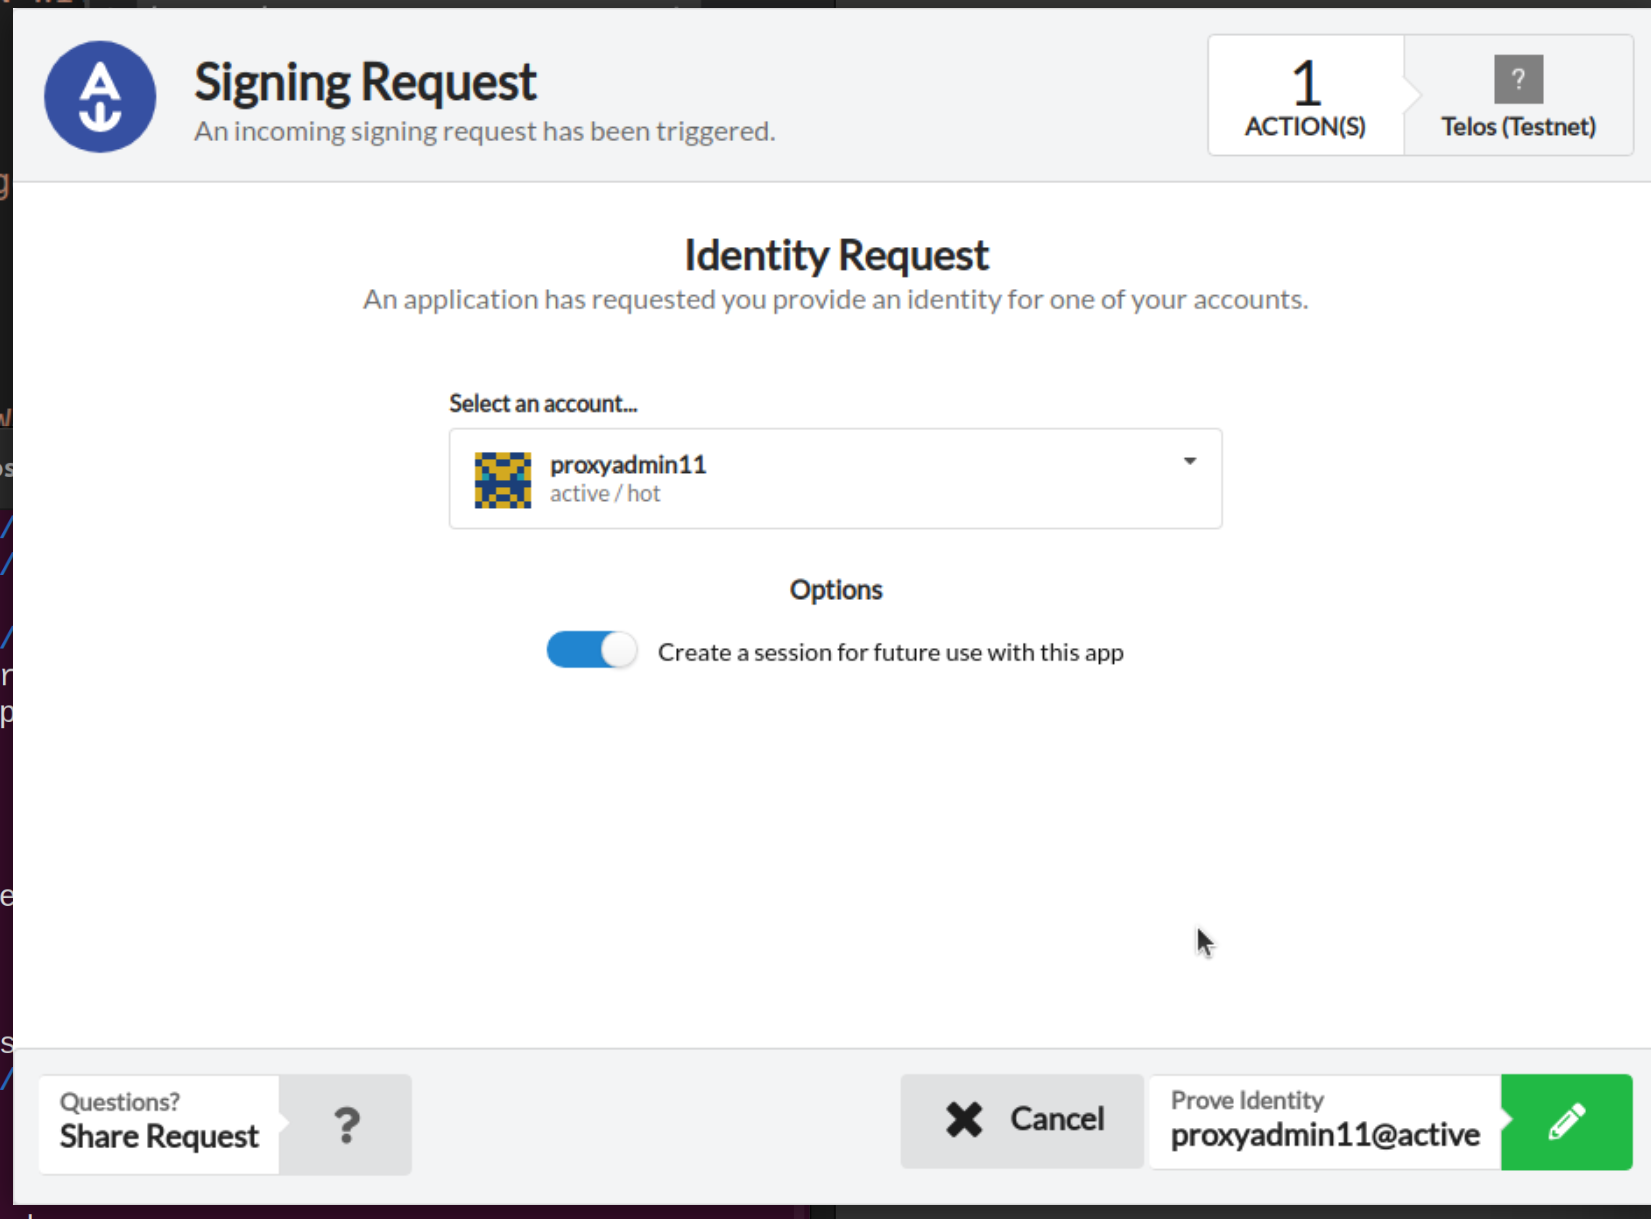 Signing Request
An incoming signing request has been triggered.
1
ACTION(S)
?
Telos (Testnet)
Identity Request
An application has requested you provide an identity for one of your accounts.
Select an account...
proxyadmin11
active / hot
Options
Create a session for future use with this app
Questions?
Share Request
?
Cancel
Prove Identity
proxyadmin11@active